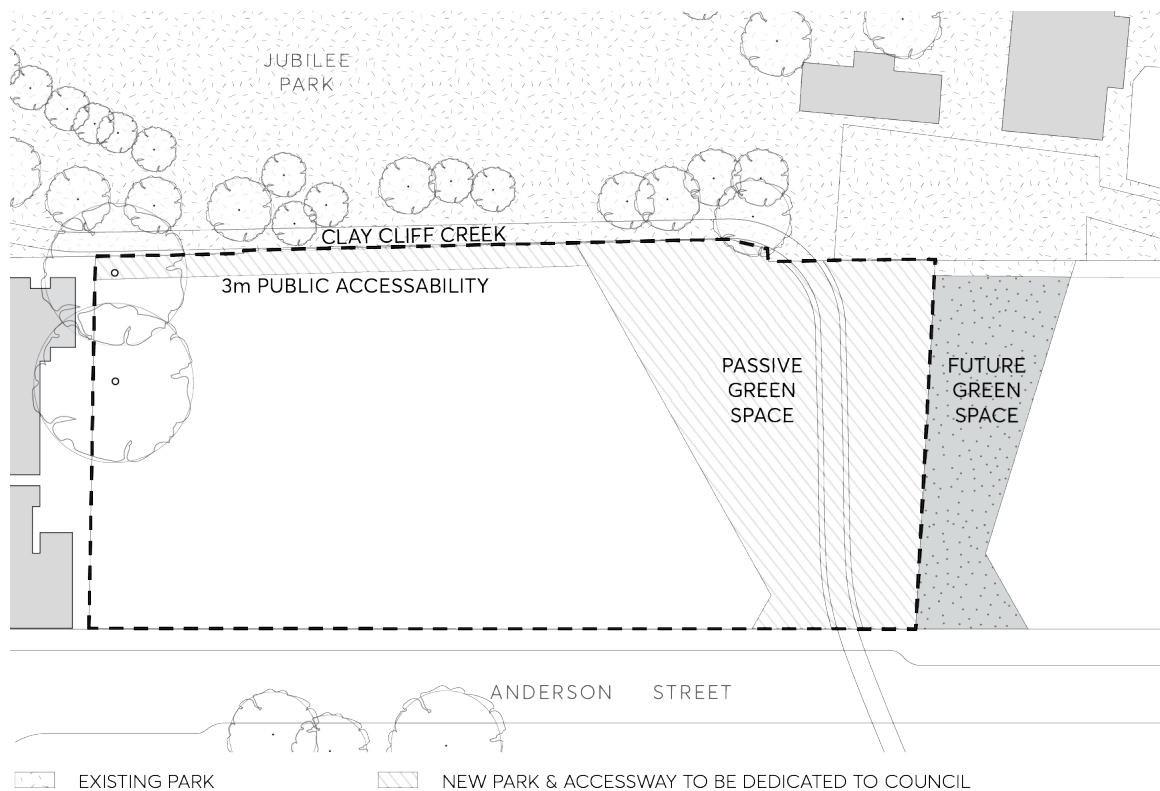 JUBILEE
PARK
CLAY CLIFF CREEK
3m PUBLIC ACCESSABILITY
PASSIVE
GREEN
SPACE
FUTURE
GREEN
SPACE
ANDERSON STREET
EXISTING PARK
NEW PARK & ACCESSWAY TO BE DEDICATED TO COUNCIL